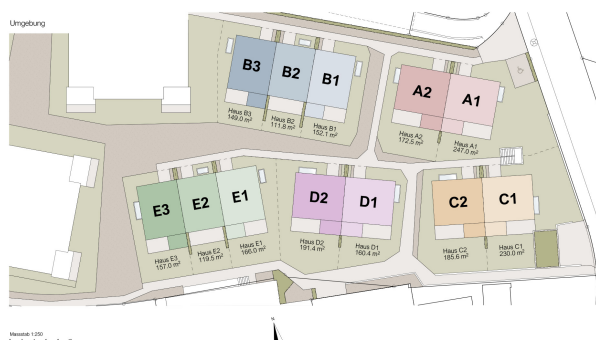 Umgebung
B3
B2
B1
A2
A1
Haus B3
149.0 m²
Haus B2
111.8 m²
Haus B1
152.1 m²
Haus A2
172.5 m²
Haus A1
247.0 m²
E3
E2
E1
D2
D1
C2
C1
Haus E3
157.0 m²
Haus E2
119.5 m²
Haus E1
166.0 m²
Haus D2
191.4 m²
Haus D1
160.4 m²
Haus C2
185.6 m²
Haus C1
230.0 m²
N
Massstab 1:250